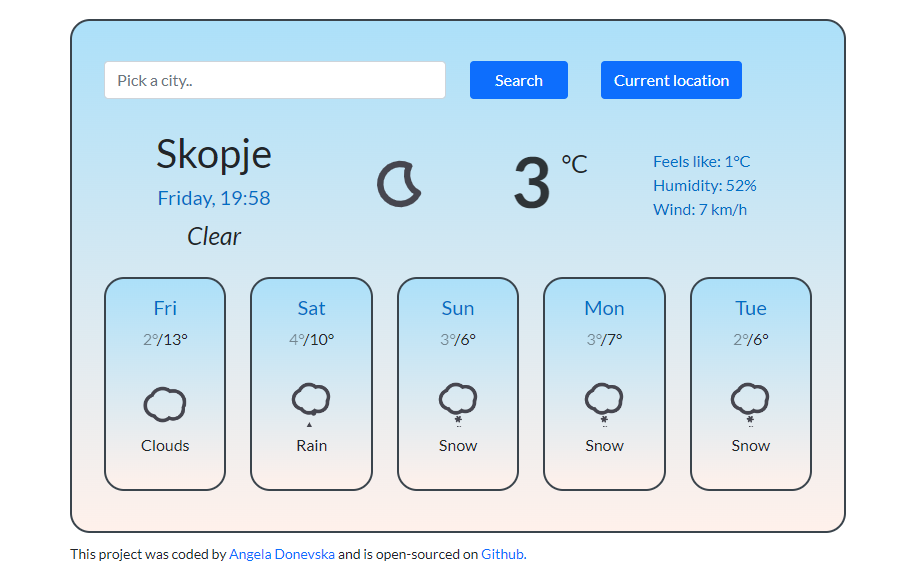 Pick a city..
Search
Current location
Skopje
Friday, 19:58
Clear
3 °C
Feels like: 1°C
Humidity: 52%
Wind: 7 km/h
Fri
2°/13°
Clouds
Sat
4°/10°
Rain
Sun
3°/6°
Snow
Mon
3°/7°
Snow
Tue
2°/6°
Snow
This project was coded by Angela Donevska and is open-sourced on Github.